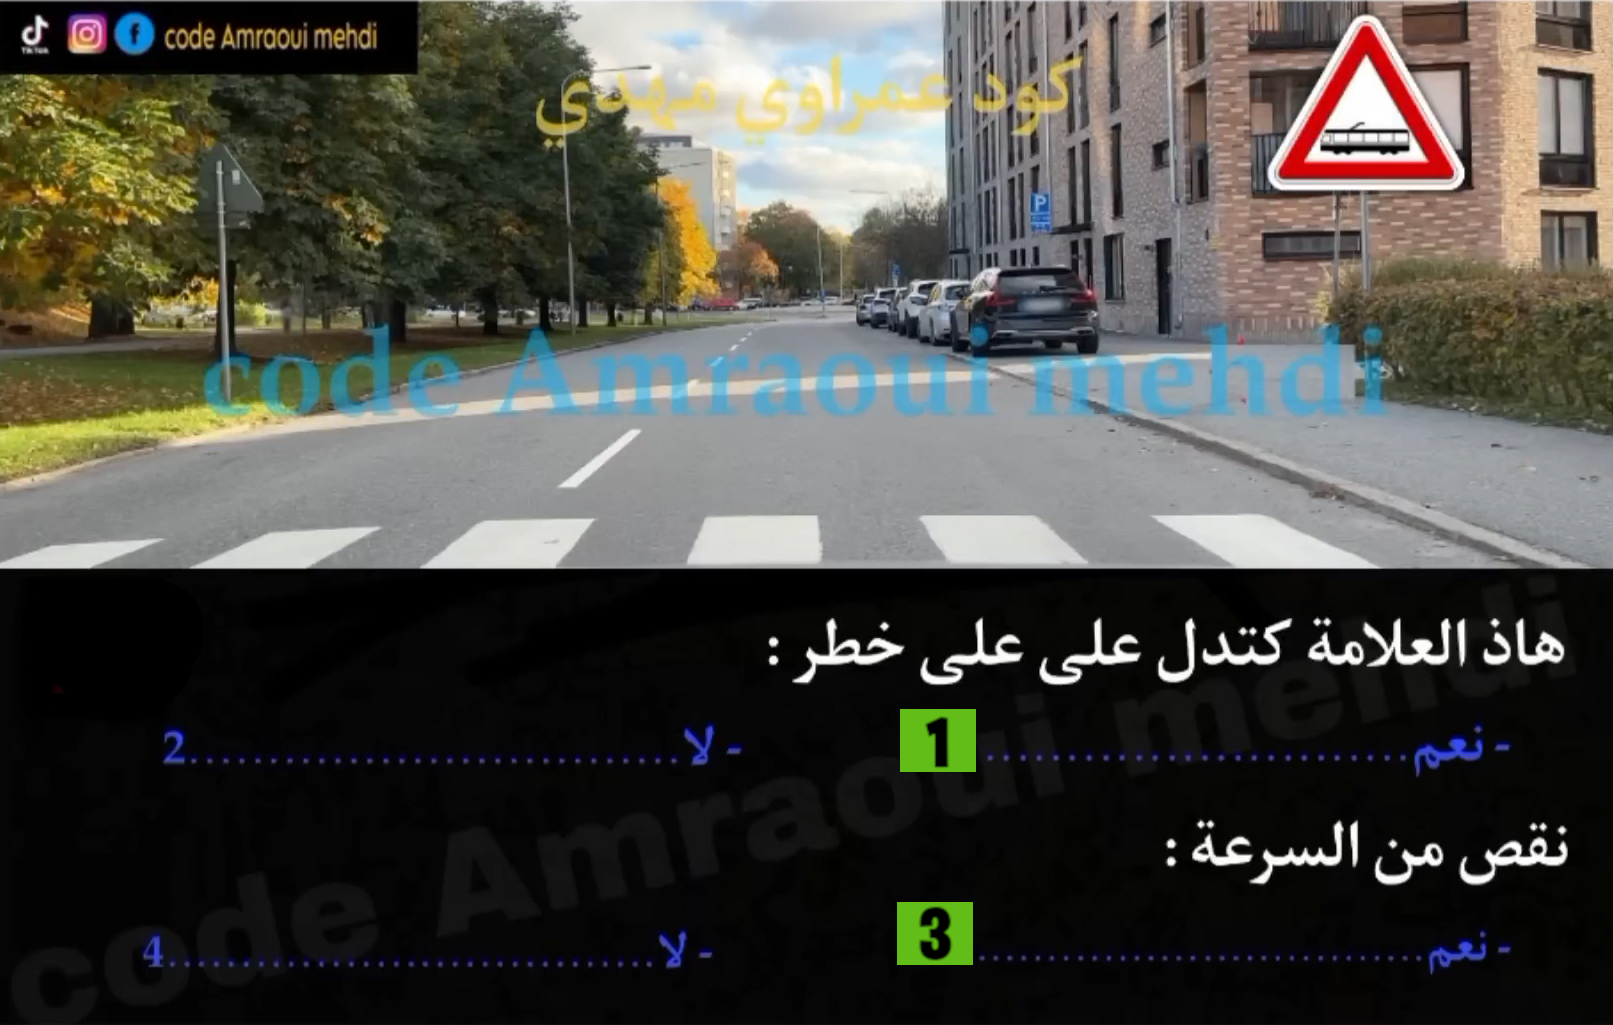 code Amraoui mehdi
كود عمراوي مهدي
P
code Amraoui mehdi
هاذ العلامة كتدل على على خطر :
- نعم........................... 1
- لا................................2
نقص من السرعة :
- نعم............................ 3
- لا................................4
code Amraoui mehdi